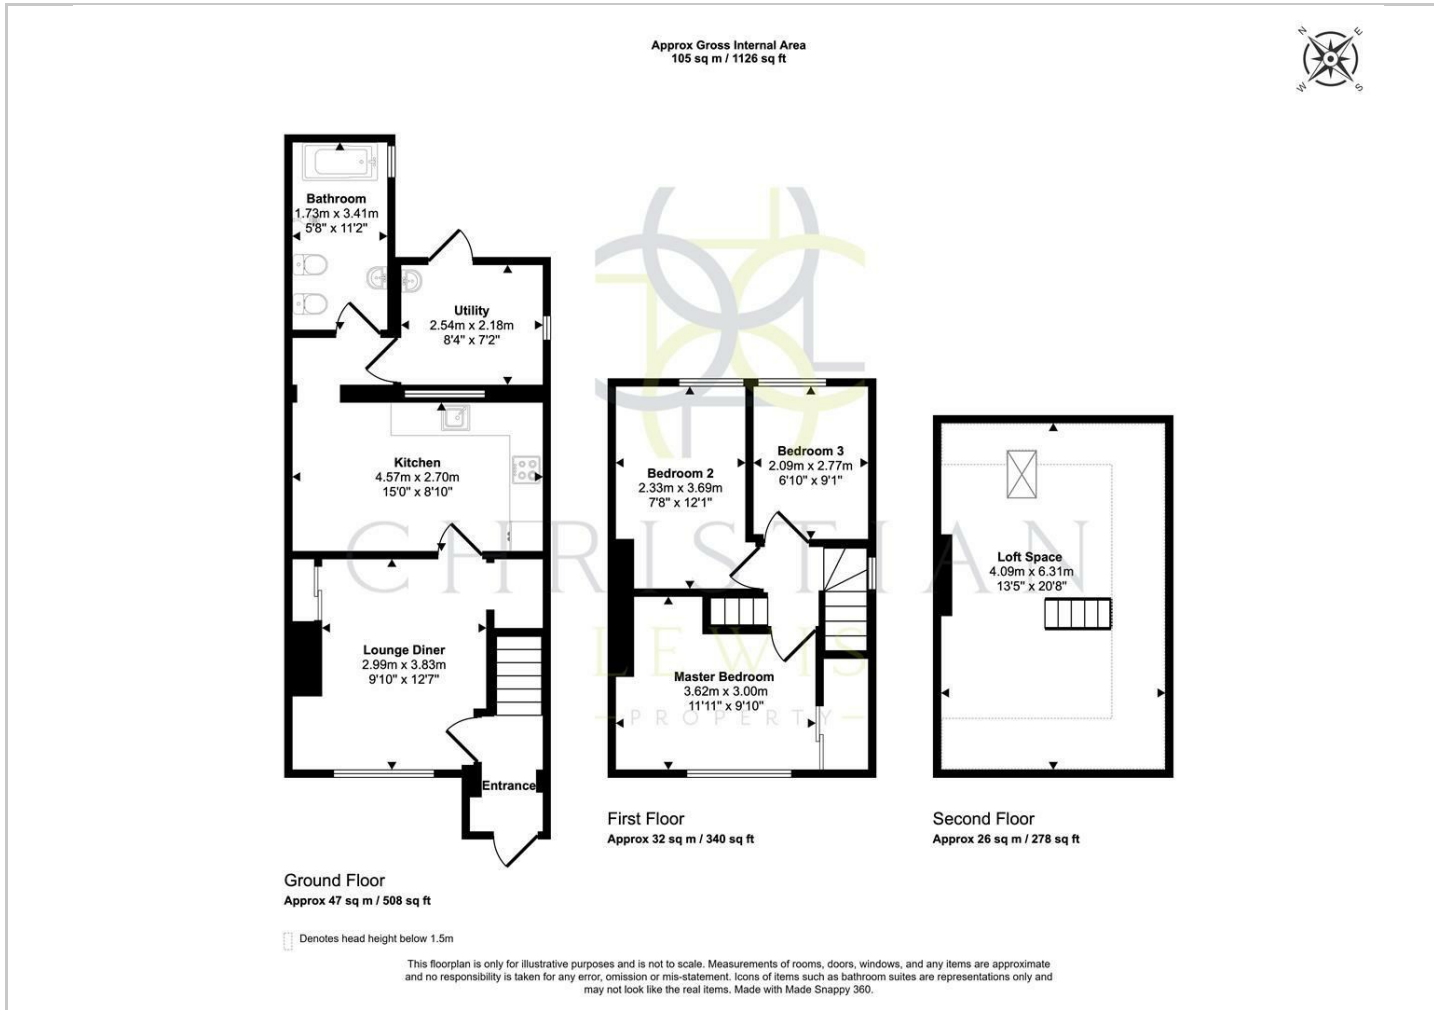 Approx Gross Internal Area
105 sq m / 1126 sq ft
N
E
W
S
Bathroom
1.73m x 3.41m
5'8" x 11'2"
Utility
2.54m x 2.18m
8'4" x 7'2"
Kitchen
4.57m x 2.70m
15'0" x 8'10"
Lounge Diner
2.99m x 3.83m
9'10" x 12'7"
Entrance
Ground Floor
Approx 47 sq m / 508 sq ft
Bedroom 2
2.33m x 3.69m
7'8" x 12'1"
Bedroom 3
2.09m x 2.77m
6'10" x 9'1"
Master Bedroom
3.62m x 3.00m
11'11" x 9'10"
First Floor
Approx 32 sq m / 340 sq ft
Loft Space
4.09m x 6.31m
13'5" x 20'8"
Second Floor
Approx 26 sq m / 278 sq ft
CHRISTIAN
LEWIS
PROPERTY
Denotes head height below 1.5m
This floorplan is only for illustrative purposes and is not to scale. Measurements of rooms, doors, windows, and any items are approximate
and no responsibility is taken for any error, omission or mis-statement. Icons of items such as bathroom suites are representations only and
may not look like the real items. Made with Made Snappy 360.